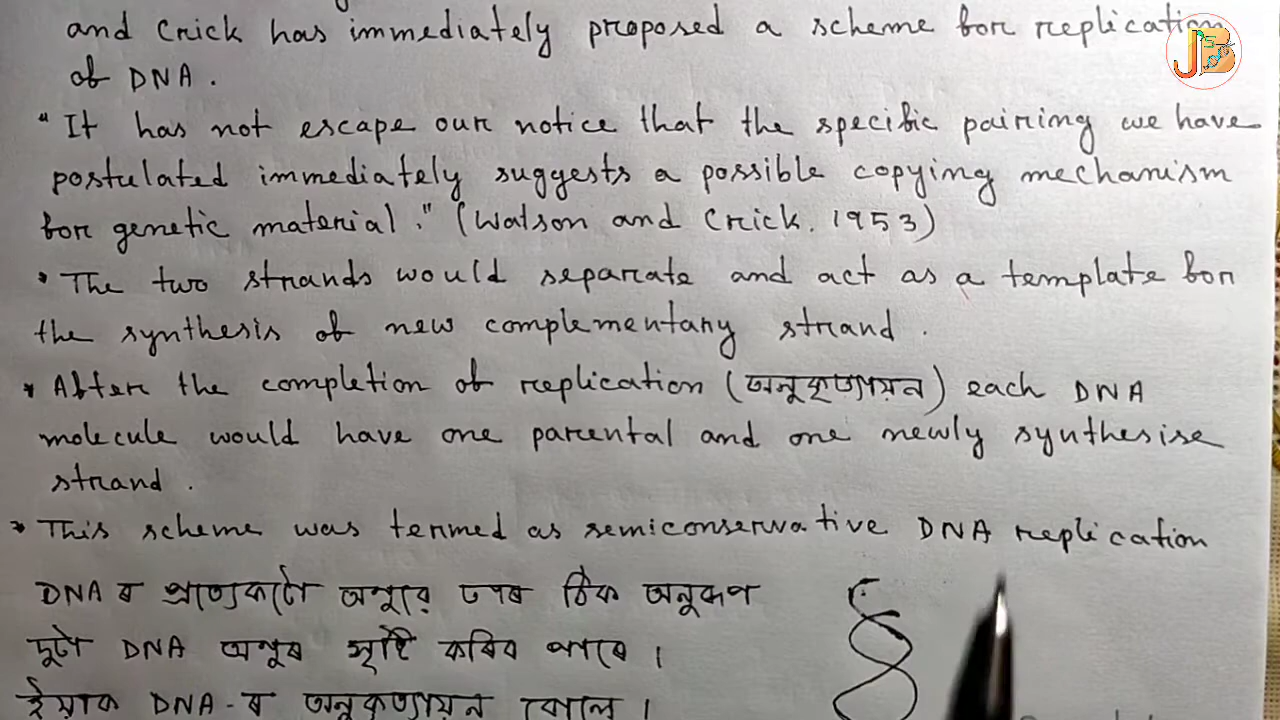 and Crick has immediately proposed a scheme for replication
of DNA.
"It has not escape our notice that the specific pairing we have
postulated immediately suggests a possible copying mechanism
for genetic material." (Watson and Crick. 1953)
• The two strands would separate and act as a template for
the synthesis of new complementary strand.
* After the completion of replication (অনুকৃত্যায়ন) each DNA
molecule would have one parental and one newly synthesise
strand.
* This scheme was termed as semiconservative DNA replication
DNA ৰ প্ৰত্যেকটো অনুৱে ঠিক অনুৰূপ
দুটা DNA অনুৰ সৃষ্টি কৰিব পাৰে।
ইয়াক DNA-ৰ অনুকৃত্যায়ন বোলে।
JB